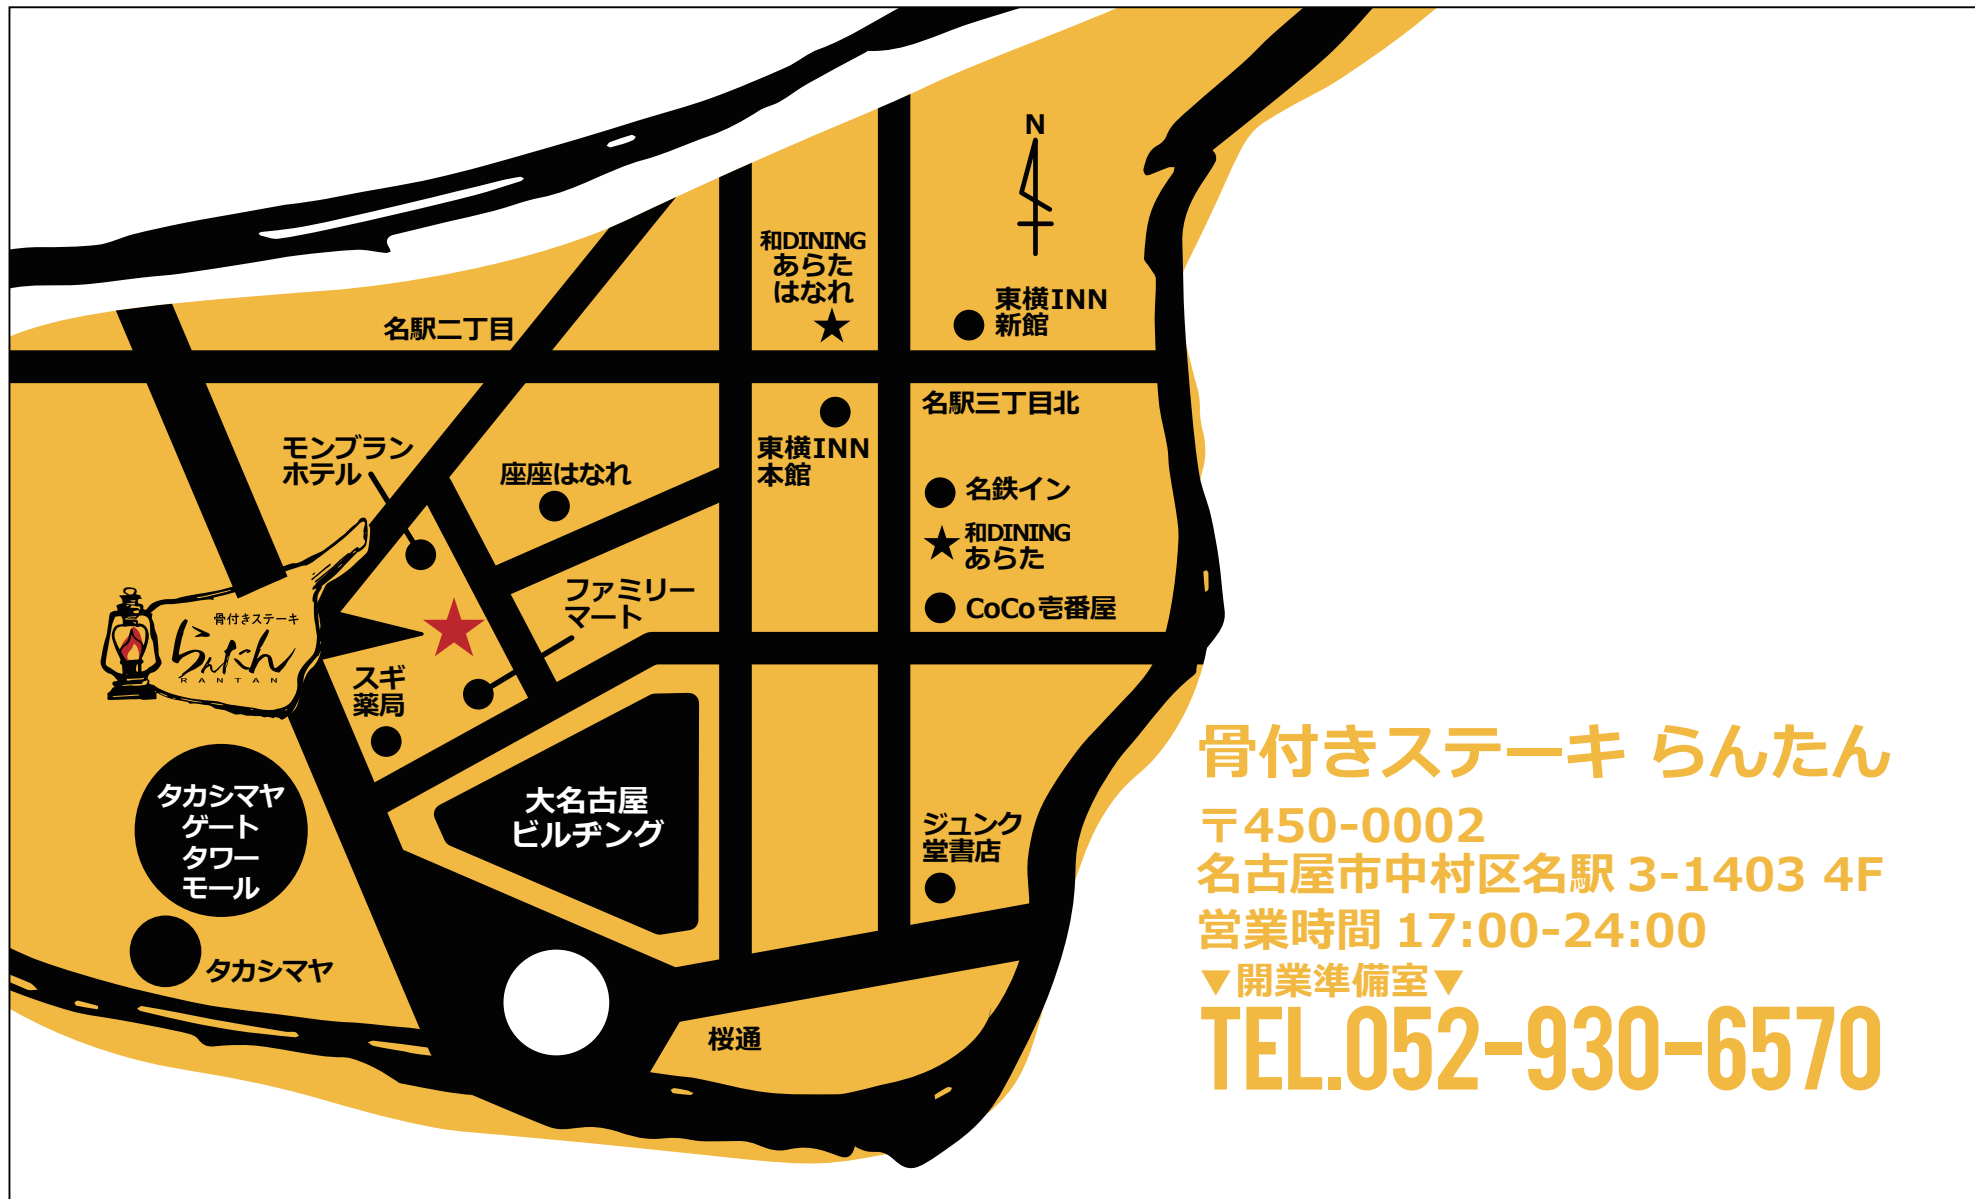 N
和DINING
あらた
はなれ
東横INN
新館
名駅二丁目
名駅三丁目北
モンブラン
ホテル
座座はなれ
東横INN
本館
名鉄イン
和DINING
あらた
ファミリー
マート
CoCo壱番屋
骨付きステーキ
らんたん
RANTAN
スギ
薬局
タカシマヤ
ゲート
タワー
モール
大名古屋
ビルヂング
ジュンク
堂書店
タカシマヤ
桜通
骨付きステーキ らんたん
〒450-0002
名古屋市中村区名駅 3-1403 4F
営業時間 17:00-24:00
▼開業準備室▼
TEL.052-930-6570